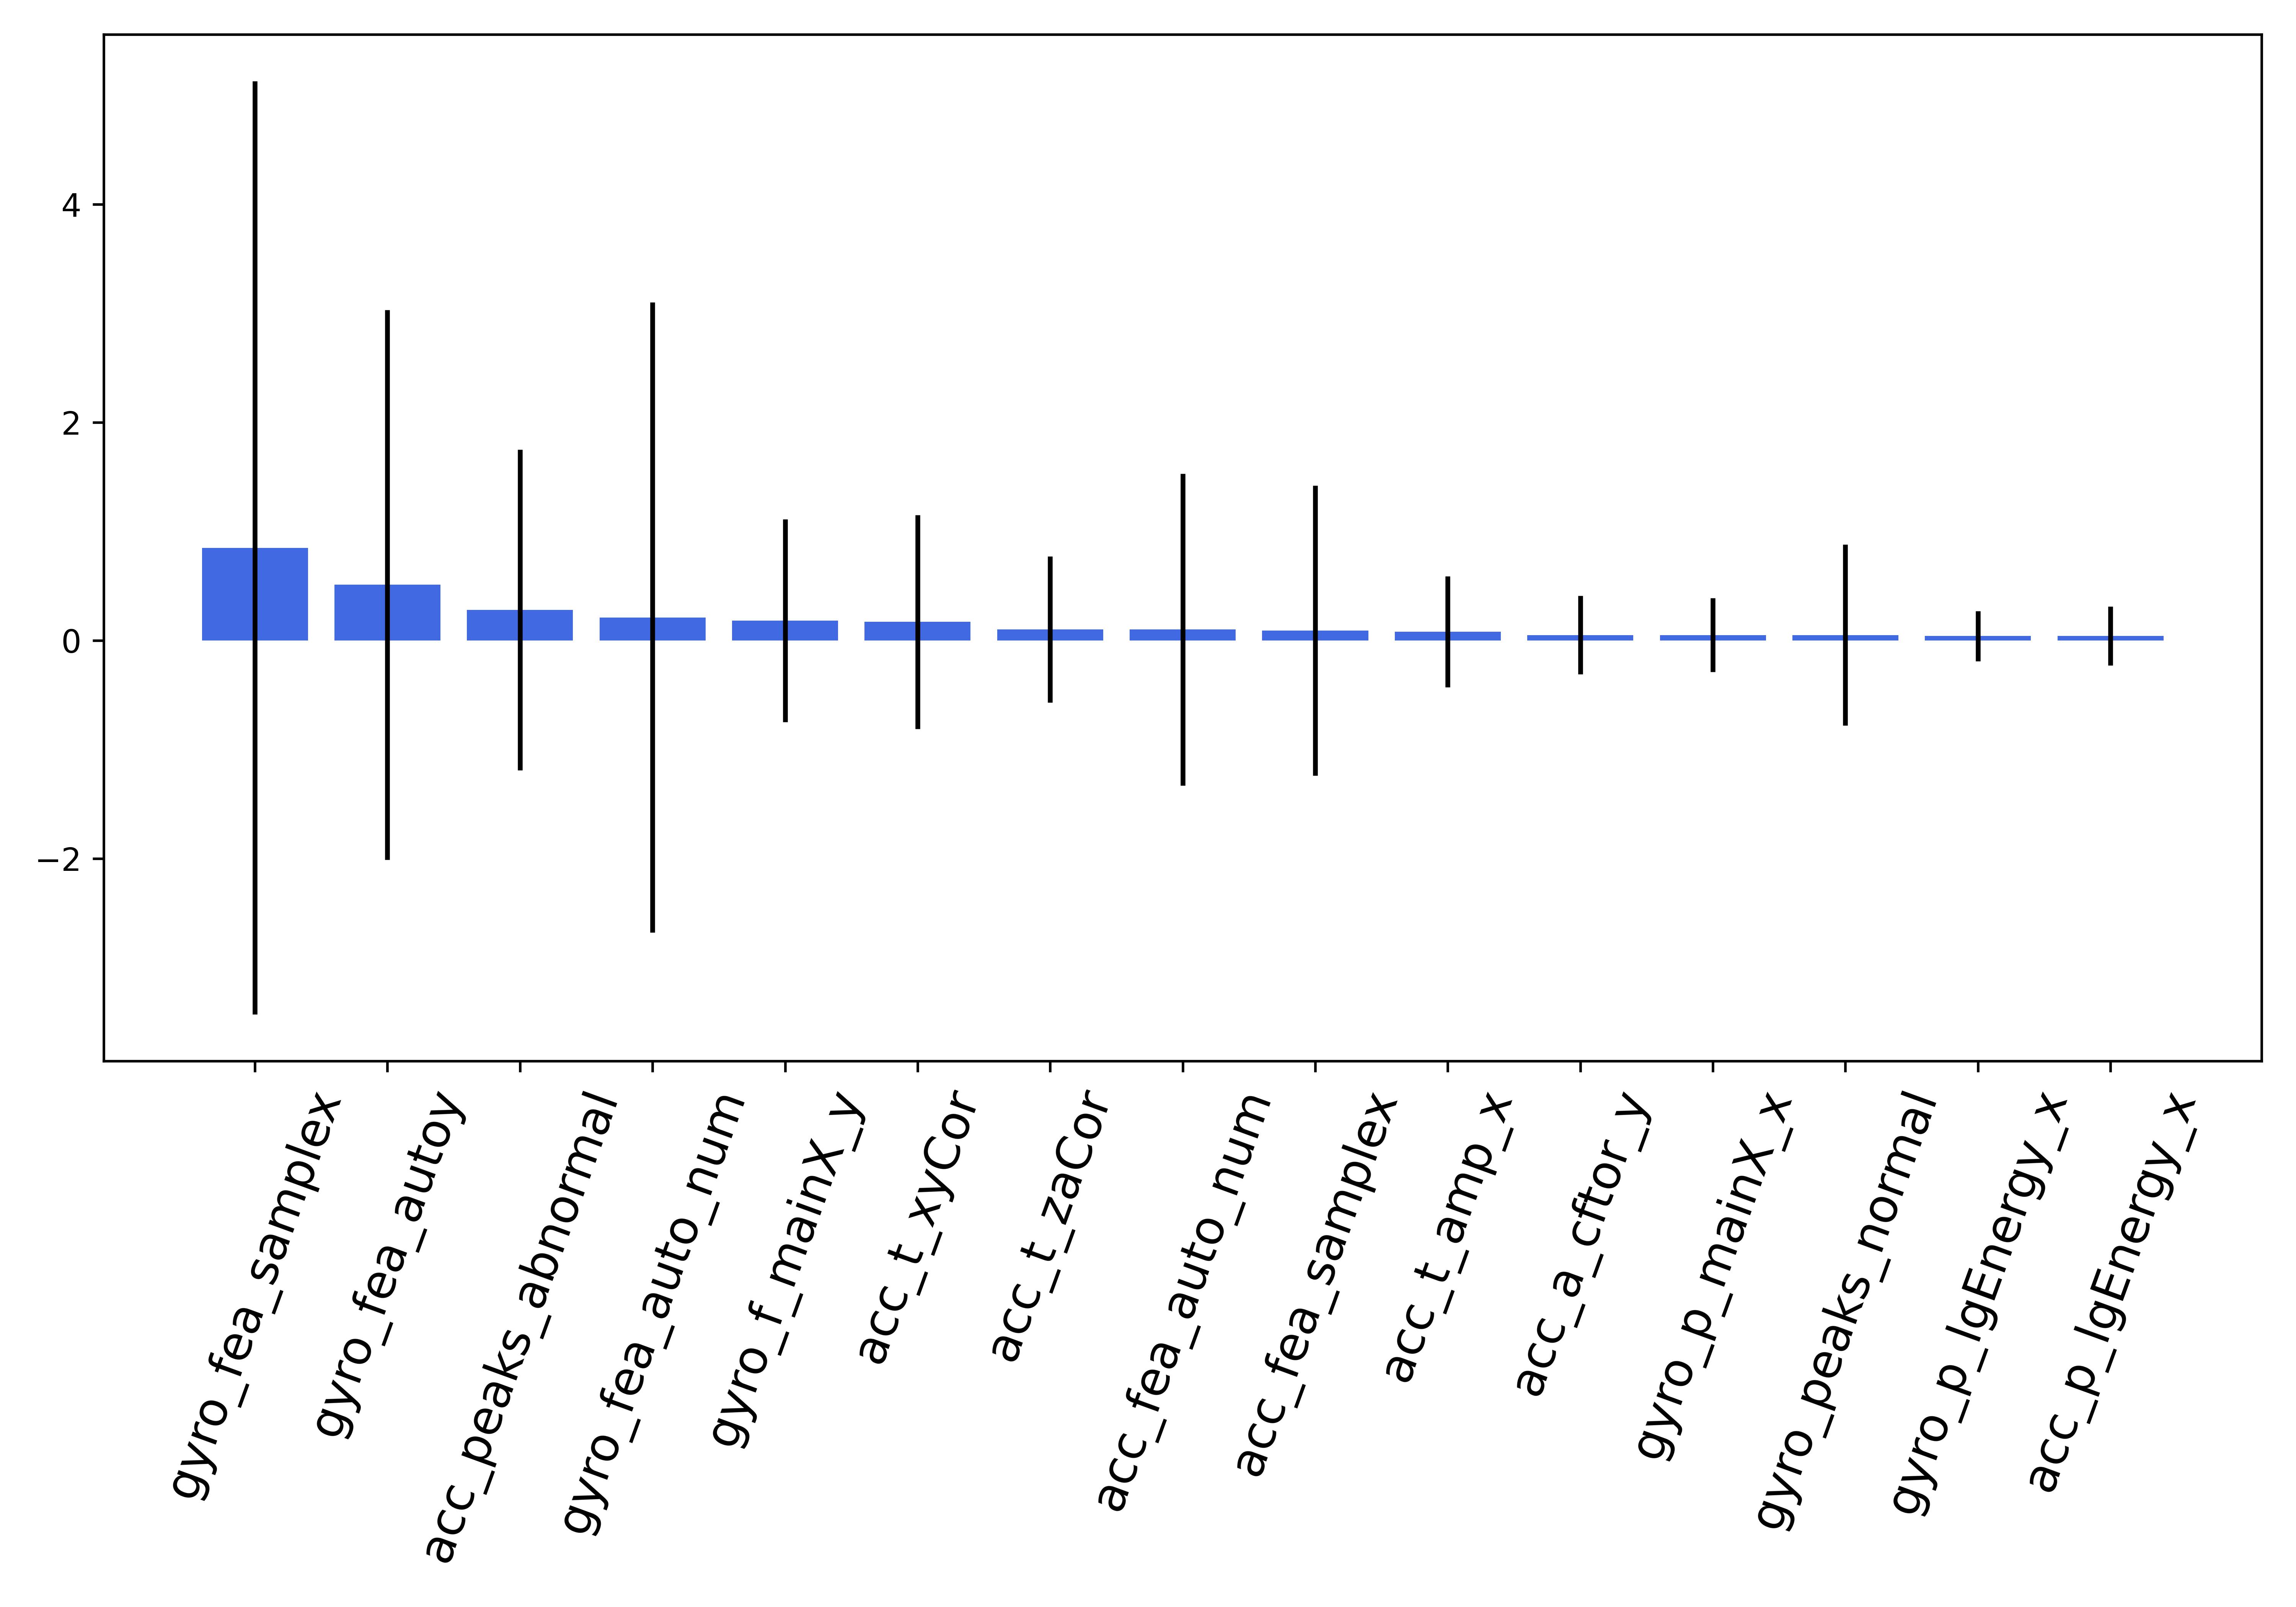 4
2
0
−2
gyro_fea_samplex
gyro_fea_autoy
acc_peaks_abnormal
gyro_fea_auto_num
gyro_f_mainX_y
acc_t_xyCor
acc_t_zaCor
acc_fea_auto_num
acc_fea_samplex
acc_t_amp_x
acc_a_cftor_y
gyro_p_mainX_x
gyro_peaks_normal
gyro_p_lgEnergy_x
acc_p_lgEnergy_x